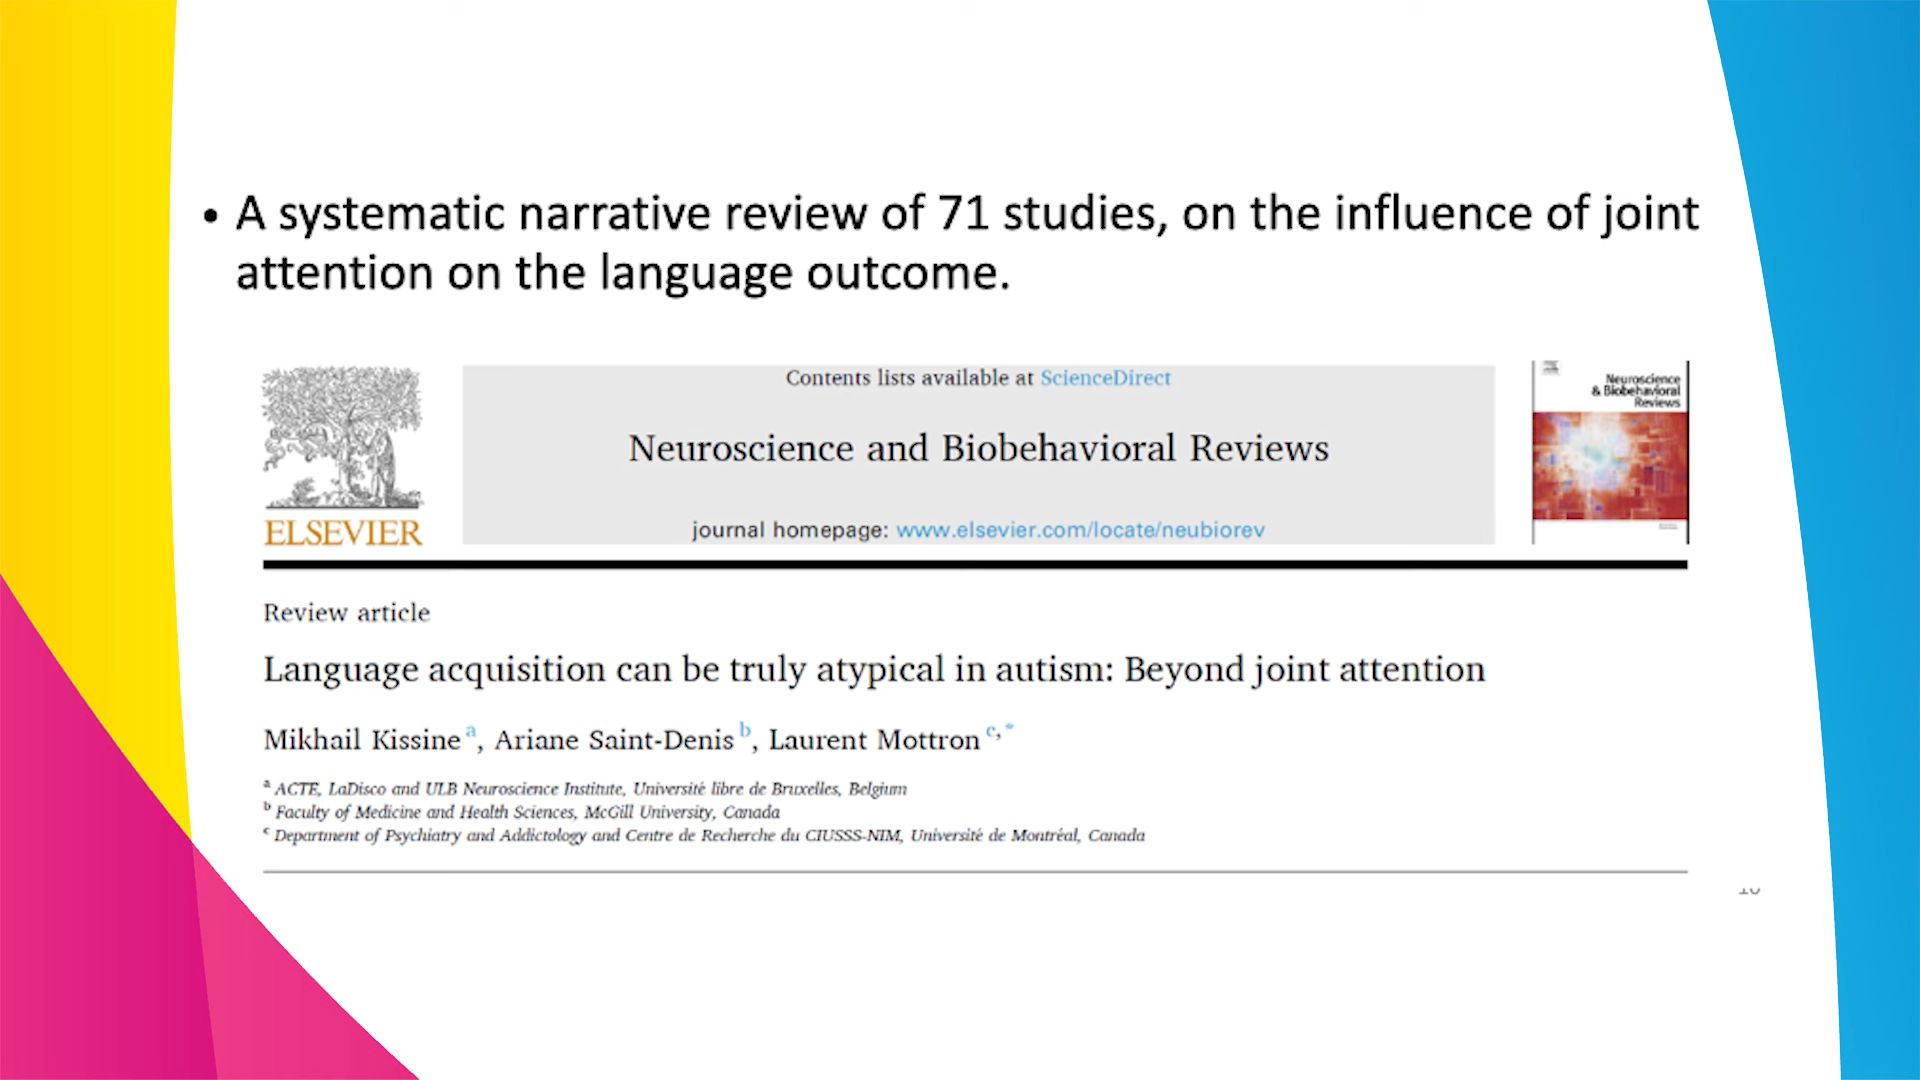 • A systematic narrative review of 71 studies, on the influence of joint
attention on the language outcome.
Contents lists available at ScienceDirect
Neuroscience and Biobehavioral Reviews
journal homepage: www.elsevier.com/locate/neubiorev
ELSEVIER
Neuroscience
& Biobehavioral
Reviews
Review article
Language acquisition can be truly atypical in autism: Beyond joint attention
Mikhail Kissine a, Ariane Saint-Denis b, Laurent Mottron c,*
a ACTE, LaDisco and ULB Neuroscience Institute, Université libre de Bruxelles, Belgium
b Faculty of Medicine and Health Sciences, McGill University, Canada
c Department of Psychiatry and Addictology and Centre de Recherche du CIUSSS-NIM, Université de Montréal, Canada